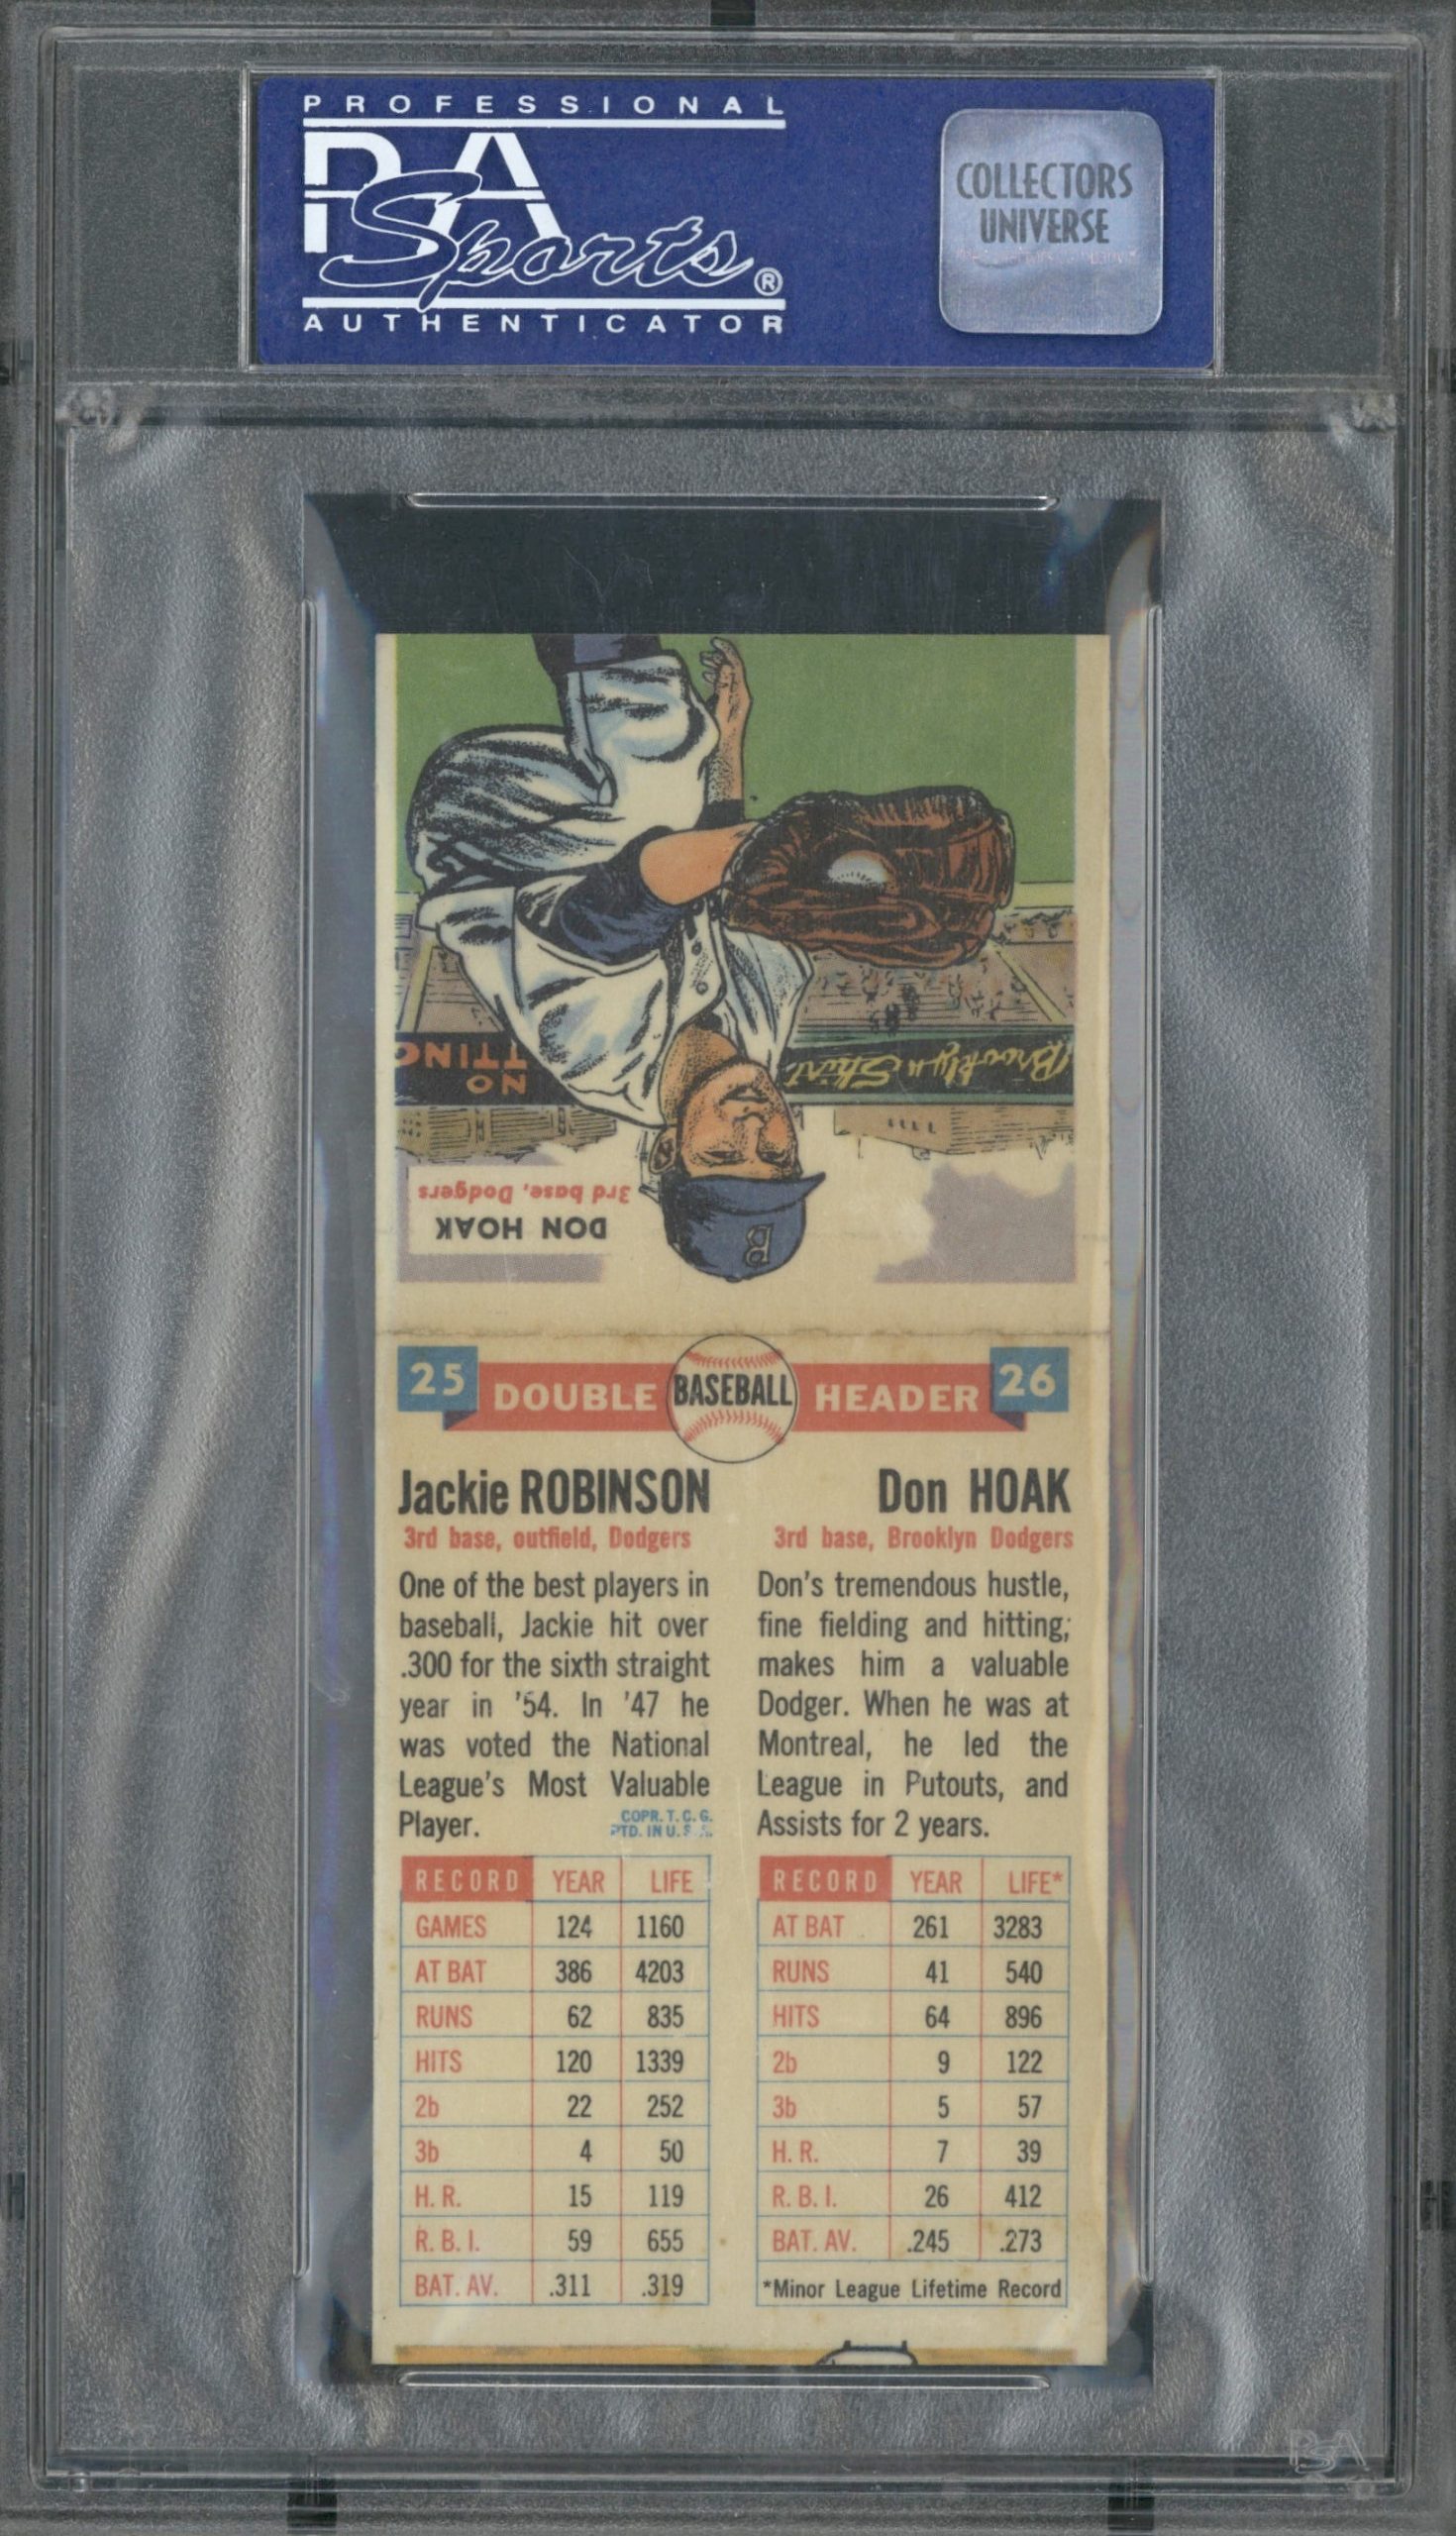 PROFESSIONAL
PSA
Sports®
AUTHENTICATOR
COLLECTORS
UNIVERSE
NO
TTING
Brooklyn Shirt
3rd base, Dodgers
DON HOAK
B
25 DOUBLE BASEBALL HEADER 26
Jackie ROBINSON
3rd base, outfield, Dodgers
One of the best players in
baseball, Jackie hit over
.300 for the sixth straight
year in '54. In '47 he
was voted the National
League's Most Valuable
Player.
COPR. T. C. G.
PTD. IN U. S. A.
RECORD YEAR LIFE
GAMES 124 1160
AT BAT 386 4203
RUNS 62 835
HITS 120 1339
2b 22 252
3b 4 50
H. R. 15 119
R. B. I. 59 655
BAT. AV. .311 .319
Don HOAK
3rd base, Brooklyn Dodgers
Don's tremendous hustle,
fine fielding and hitting;
makes him a valuable
Dodger. When he was at
Montreal, he led the
League in Putouts, and
Assists for 2 years.
RECORD YEAR LIFE*
AT BAT 261 3283
RUNS 41 540
HITS 64 896
2b 9 122
3b 5 57
H. R. 7 39
R. B. I. 26 412
BAT. AV. .245 .273
*Minor League Lifetime Record
PSA